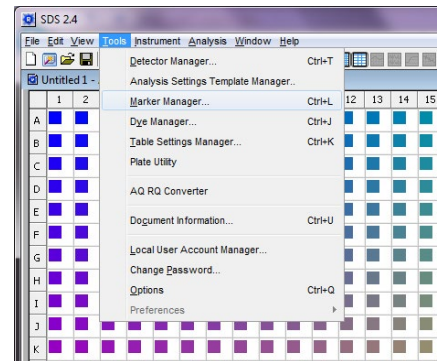 SDS 2.4
File Edit View Tools Instrument Analysis Window Help
Untitled 1 -
Detector Manager... Ctrl+T
Analysis Settings Template Manager..
Marker Manager... Ctrl+L
Dye Manager... Ctrl+J
Table Settings Manager... Ctrl+K
Plate Utility
AQ RQ Converter
Document Information... Ctrl+U
Local User Account Manager...
Change Password...
Options Ctrl+Q
Preferences
1 2 12 13 14 15
A
B
C
D
E
F
G
H
I
J
K